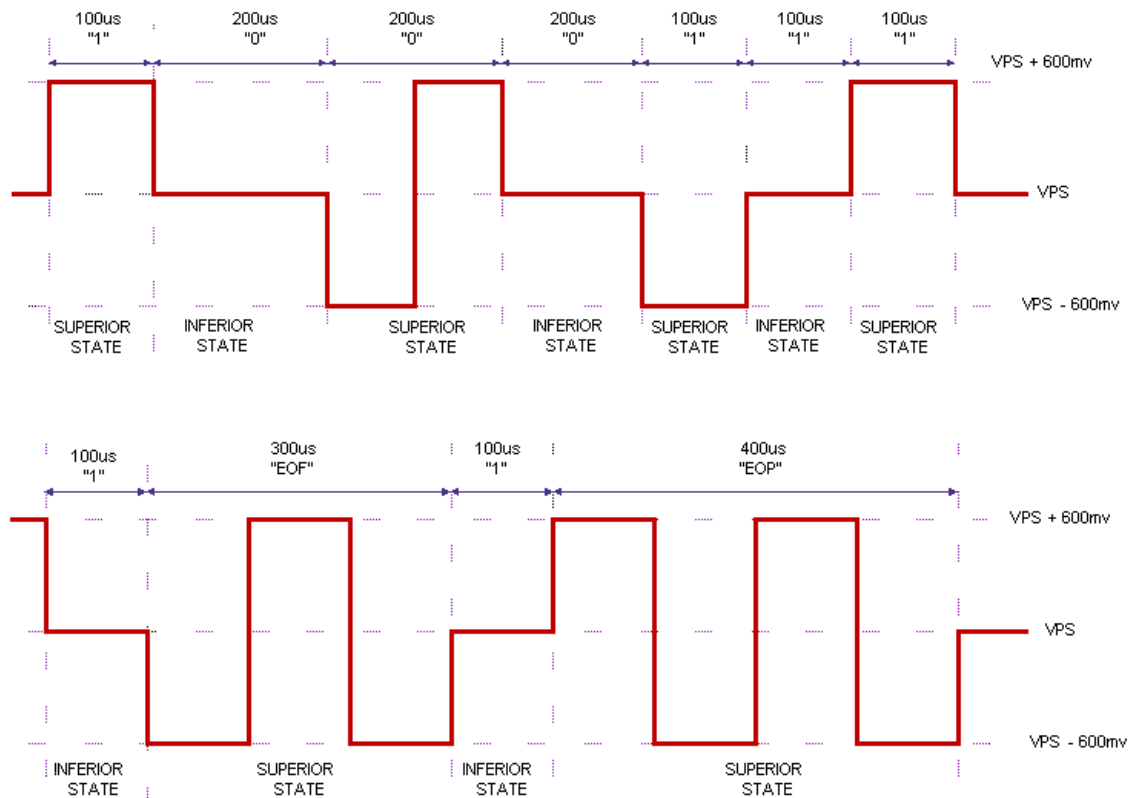 100us 200us 200us 200us 100us 100us 100us
"1" "0" "0" "0" "1" "1" "1"
VPS + 600mv
VPS
VPS - 600mv
SUPERIOR INFERIOR SUPERIOR INFERIOR SUPERIOR INFERIOR SUPERIOR
STATE STATE STATE STATE STATE STATE STATE
100us 300us 100us 400us
"1" "EOF" "1" "EOP"
VPS + 600mv
VPS
VPS - 600mv
INFERIOR SUPERIOR INFERIOR SUPERIOR
STATE STATE STATE STATE